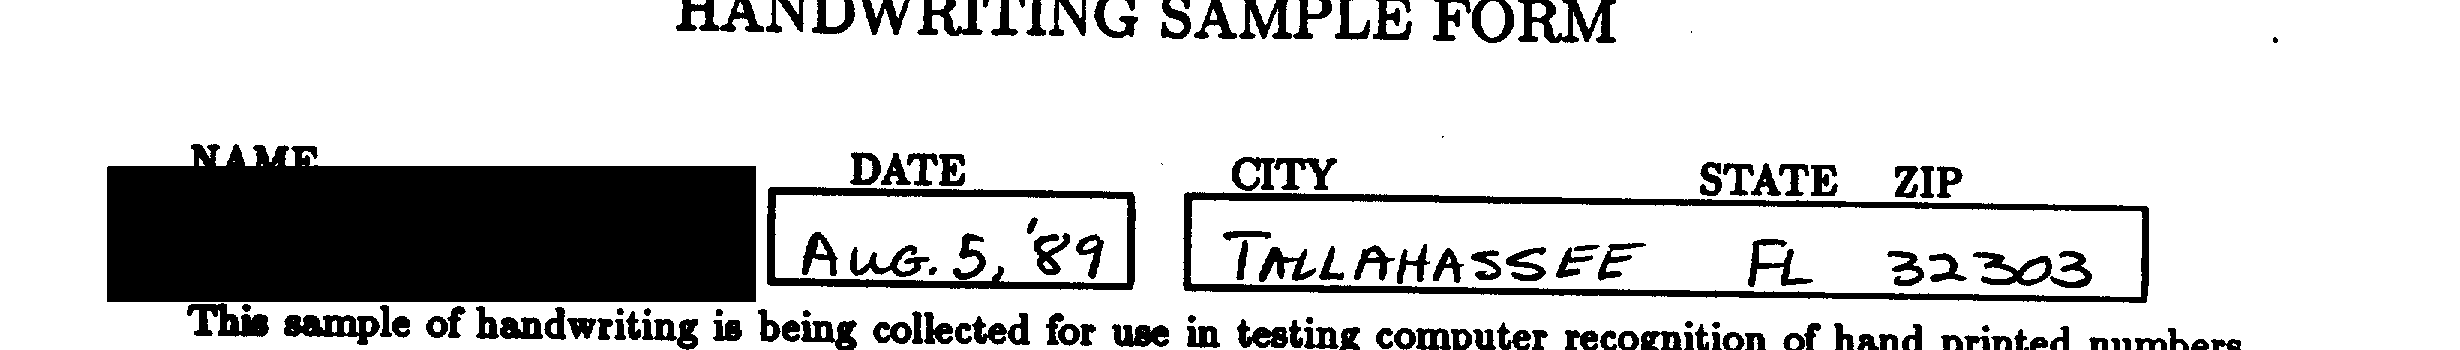 HANDWRITING SAMPLE FORM
NAME DATE CITY STATE ZIP
AUG. 5, '89 TALLAHASSEE FL 32303
This sample of handwriting is being collected for use in testing computer recognition of hand printed numbers